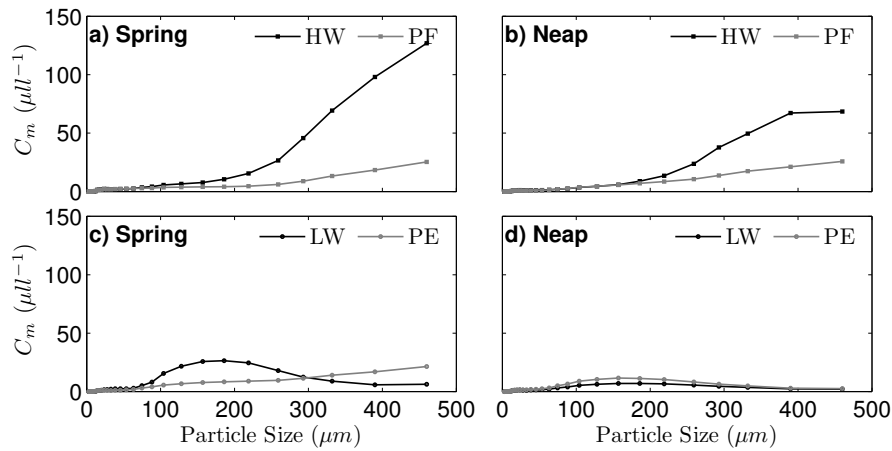 a) Spring
HW
PF
150
100
50
0
C_m (μll⁻¹)
b) Neap
HW
PF
c) Spring
LW
PE
150
100
50
0
C_m (μll⁻¹)
0 100 200 300 400 500
Particle Size (μm)
d) Neap
LW
PE
0 100 200 300 400 500
Particle Size (μm)